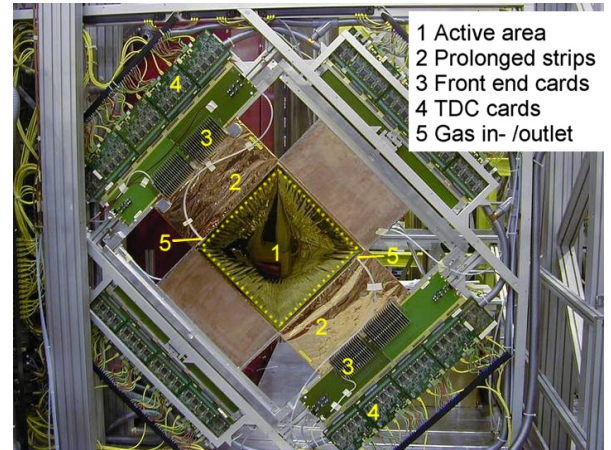 1 Active area
2 Prolonged strips
3 Front end cards
4 TDC cards
5 Gas in- /outlet
4
3
2
5
1
5
2
3
4